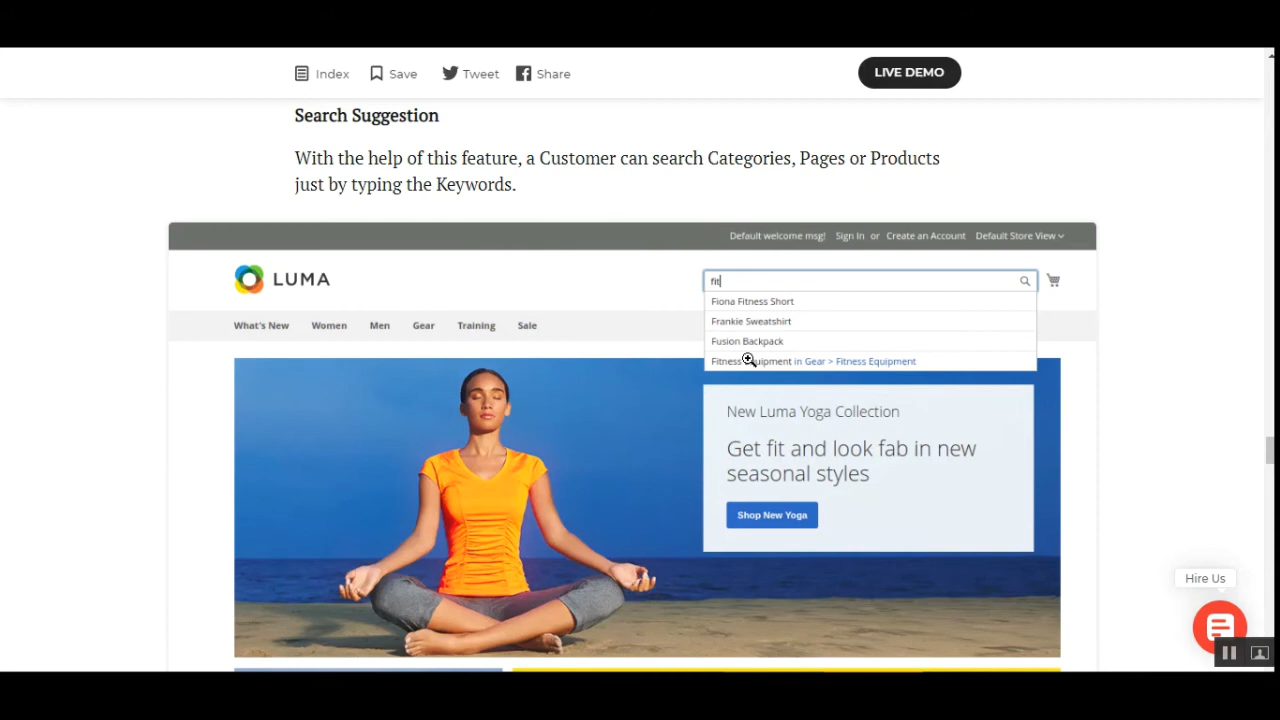 Index Save Tweet Share LIVE DEMO
Search Suggestion
With the help of this feature, a Customer can search Categories, Pages or Products
just by typing the Keywords.
Default welcome msg! Sign In or Create an Account Default Store View
LUMA
fit
Fiona Fitness Short
What's New Women Men Gear Training Sale
Frankie Sweatshirt
Fusion Backpack
Fitness Equipment in Gear > Fitness Equipment
New Luma Yoga Collection
Get fit and look fab in new
seasonal styles
Shop New Yoga
Hire Us